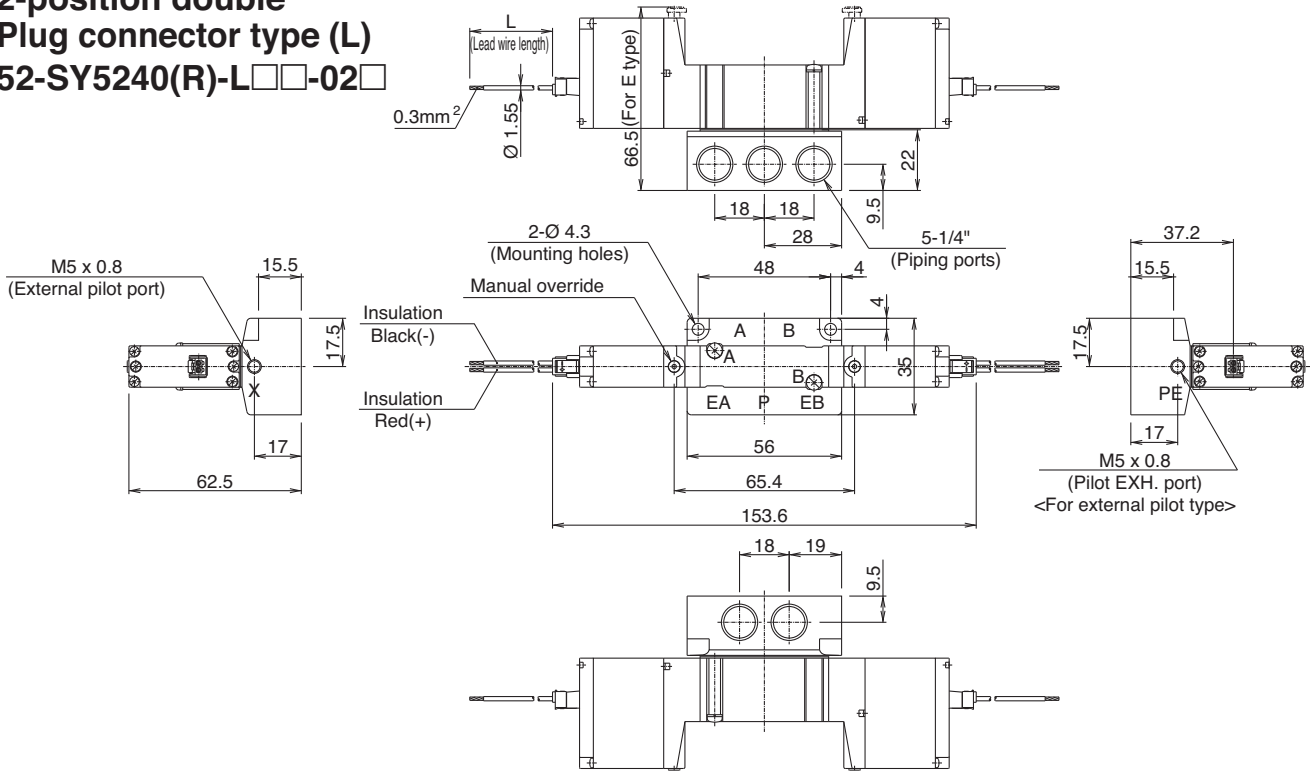 2-position double
Plug connector type (L)
52-SY5240(R)-L□□-02□
L
(Lead wire length)
0.3mm²
Ø 1.55
66.5 (For E type)
22
9.5
18
18
28
5-1/4"
(Piping ports)
2-Ø 4.3
(Mounting holes)
Manual override
48
4
4
M5 x 0.8
(External pilot port)
15.5
17.5
X
17
62.5
Insulation
Black(-)
Insulation
Red(+)
A
B
A
B
EA
P
EB
35
56
65.4
153.6
37.2
15.5
17.5
PE
17
M5 x 0.8
(Pilot EXH. port)
<For external pilot type>
18
19
9.5